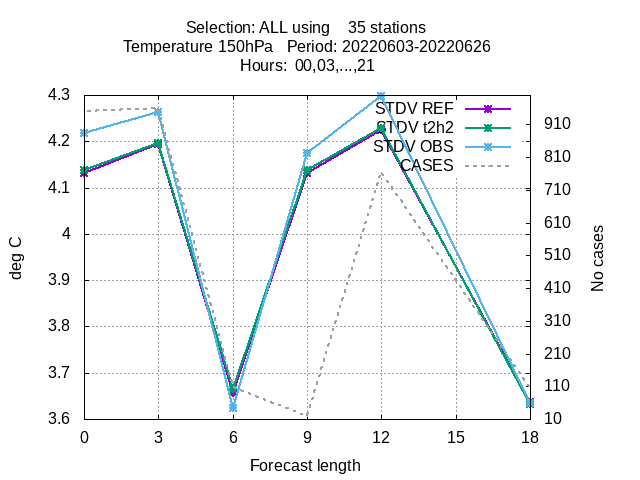 Selection: ALL using    35 stations
Temperature 150hPa   Period: 20220603-20220626
Hours:  00,03,...,21
STDV REF
STDV t2h2
STDV OBS
CASES
4.3
4.2
4.1
4
3.9
3.8
3.7
3.6
deg C
910
810
710
610
510
410
310
210
110
10
No cases
0 3 6 9 12 15 18
Forecast length